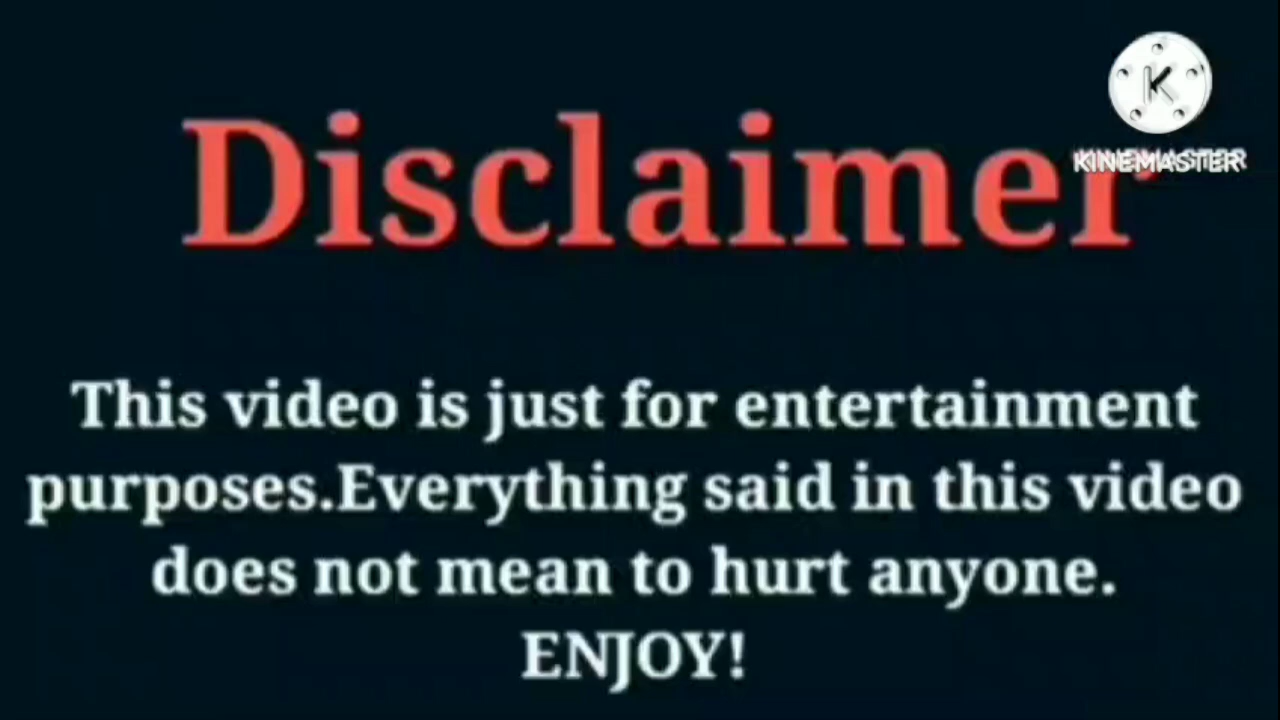 K
KINEMASTER
Disclaimer
This video is just for entertainment
purposes.Everything said in this video
does not mean to hurt anyone.
ENJOY!